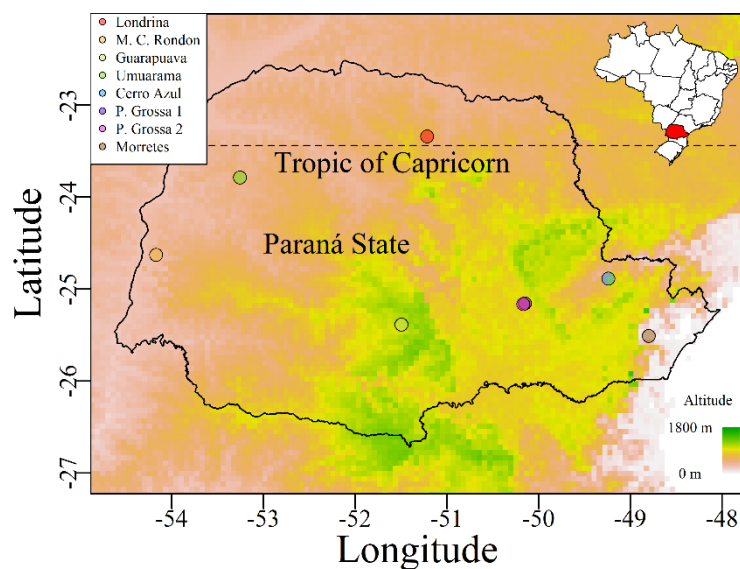 Londrina
M. C. Rondon
Guarapuava
Umuarama
Cerro Azul
P. Grossa 1
P. Grossa 2
Morretes
Tropic of Capricorn
Paraná State
Latitude
-23
-24
-25
-26
-27
Altitude
1800 m
0 m
-54 -53 -52 -51 -50 -49 -48
Longitude